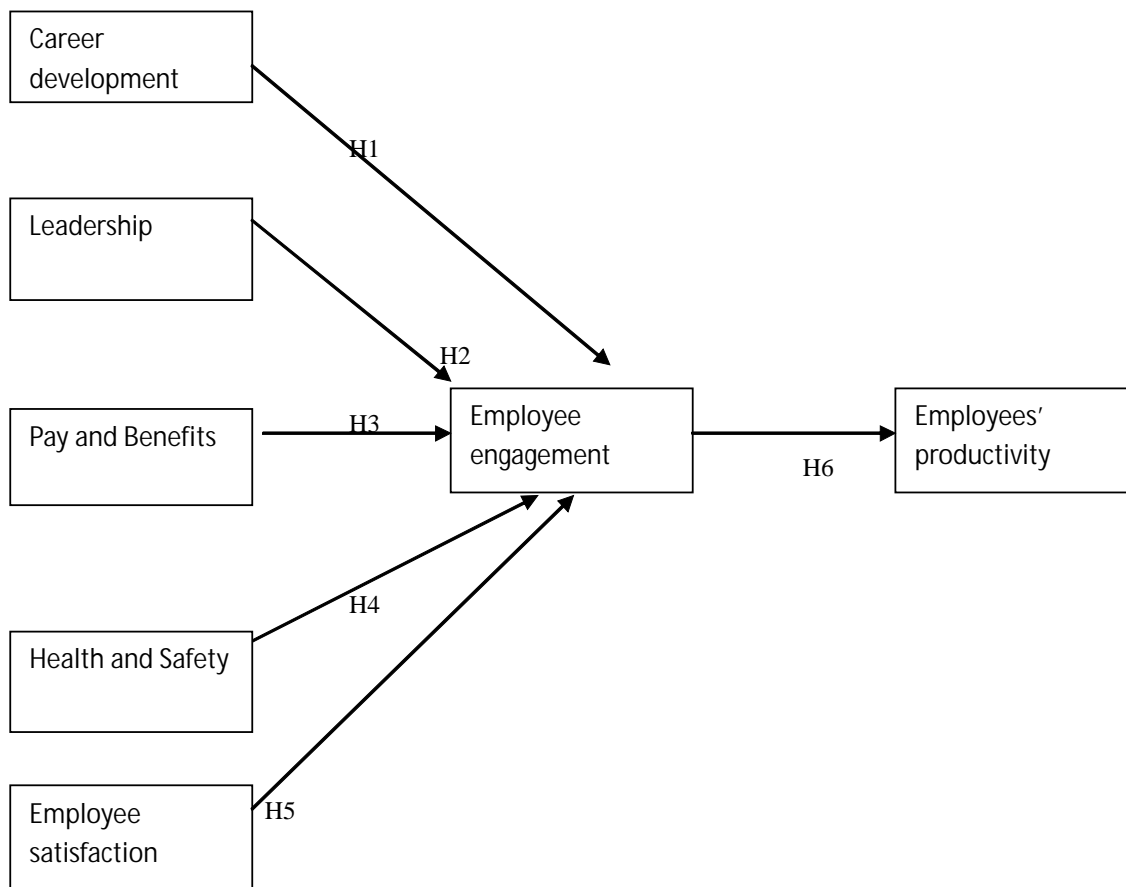 Career
development
H1
Leadership
H2
Pay and Benefits
H3
Employee
engagement
H6
Employees’
productivity
H4
Health and Safety
H5
Employee
satisfaction